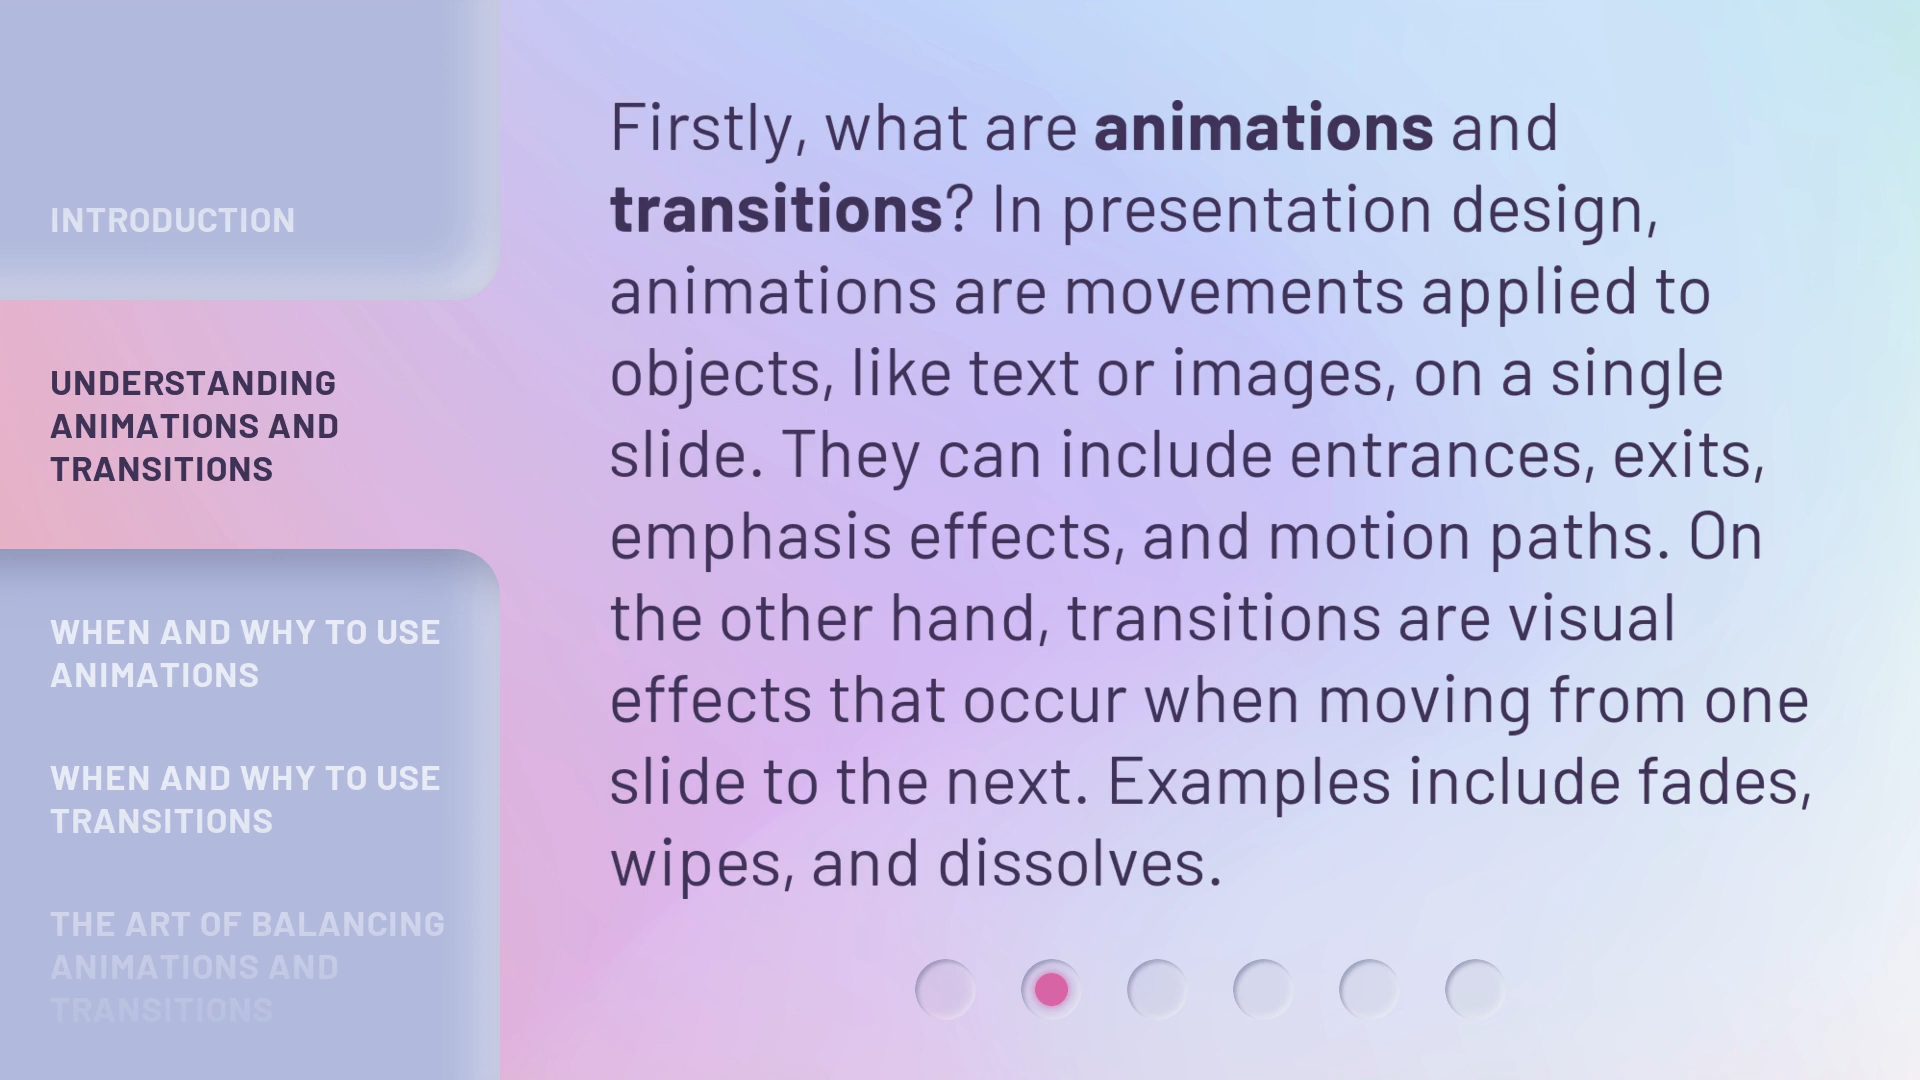 INTRODUCTION
UNDERSTANDING
ANIMATIONS AND
TRANSITIONS
WHEN AND WHY TO USE
ANIMATIONS
WHEN AND WHY TO USE
TRANSITIONS
THE ART OF BALANCING
ANIMATIONS AND
TRANSITIONS
Firstly, what are animations and
transitions? In presentation design,
animations are movements applied to
objects, like text or images, on a single
slide. They can include entrances, exits,
emphasis effects, and motion paths. On
the other hand, transitions are visual
effects that occur when moving from one
slide to the next. Examples include fades,
wipes, and dissolves.